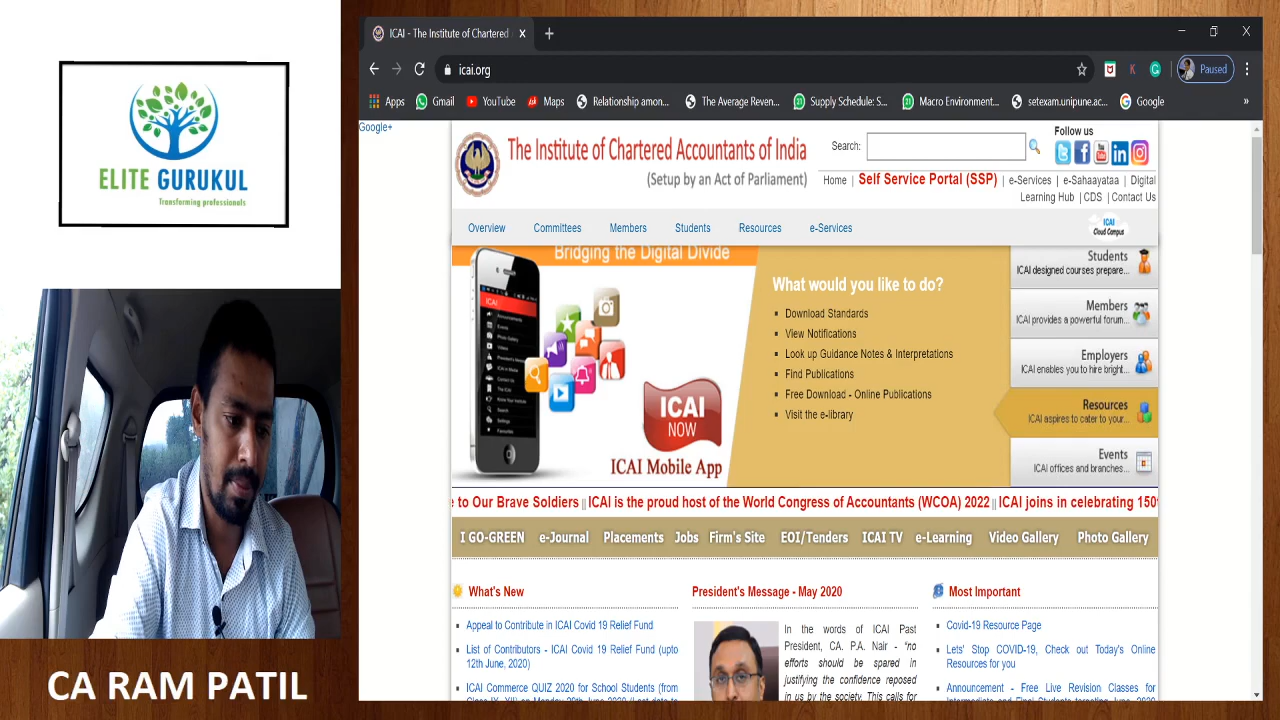 ELITE GURUKUL
Transforming professionals
CA RAM PATIL
ICAI - The Institute of Chartered
icai.org
Paused
Apps
Gmail
YouTube
Maps
Relationship amon...
The Average Reven...
Supply Schedule: S...
Macro Environment...
setexam.unipune.ac...
Google
»
Google+
The Institute of Chartered Accountants of India
(Setup by an Act of Parliament)
Search:
Follow us
Home | Self Service Portal (SSP) | e-Services | e-Sahaayataa | Digital
Learning Hub | CDS | Contact Us
Overview
Committees
Members
Students
Resources
e-Services
ICAI
Cloud Campus
Bridging the Digital Divide
ICAI
ICAI
NOW
ICAI Mobile App
What would you like to do?
Download Standards
View Notifications
Look up Guidance Notes & Interpretations
Find Publications
Free Download - Online Publications
Visit the e-library
Students
ICAI designed courses prepare...
Members
ICAI provides a powerful forum...
Employers
ICAI enables you to hire bright...
Resources
ICAI aspires to cater to your...
Events
ICAI offices and branches...
e to Our Brave Soldiers || ICAI is the proud host of the World Congress of Accountants (WCOA) 2022 || ICAI joins in celebrating 150
I GO-GREEN
e-Journal
Placements
Jobs
Firm's Site
EOI/Tenders
ICAI TV
e-Learning
Video Gallery
Photo Gallery
What's New
Appeal to Contribute in ICAI Covid 19 Relief Fund
List of Contributors - ICAI Covid 19 Relief Fund (upto
12th June, 2020)
ICAI Commerce QUIZ 2020 for School Students (from
President's Message - May 2020
In the words of ICAI Past
President, CA. P.A. Nair - "no
efforts should be spared in
justifying the confidence reposed
in us by the society. This calls for
Most Important
Covid-19 Resource Page
Lets' Stop COVID-19, Check out Today's Online
Resources for you
Announcement - Free Live Revision Classes for